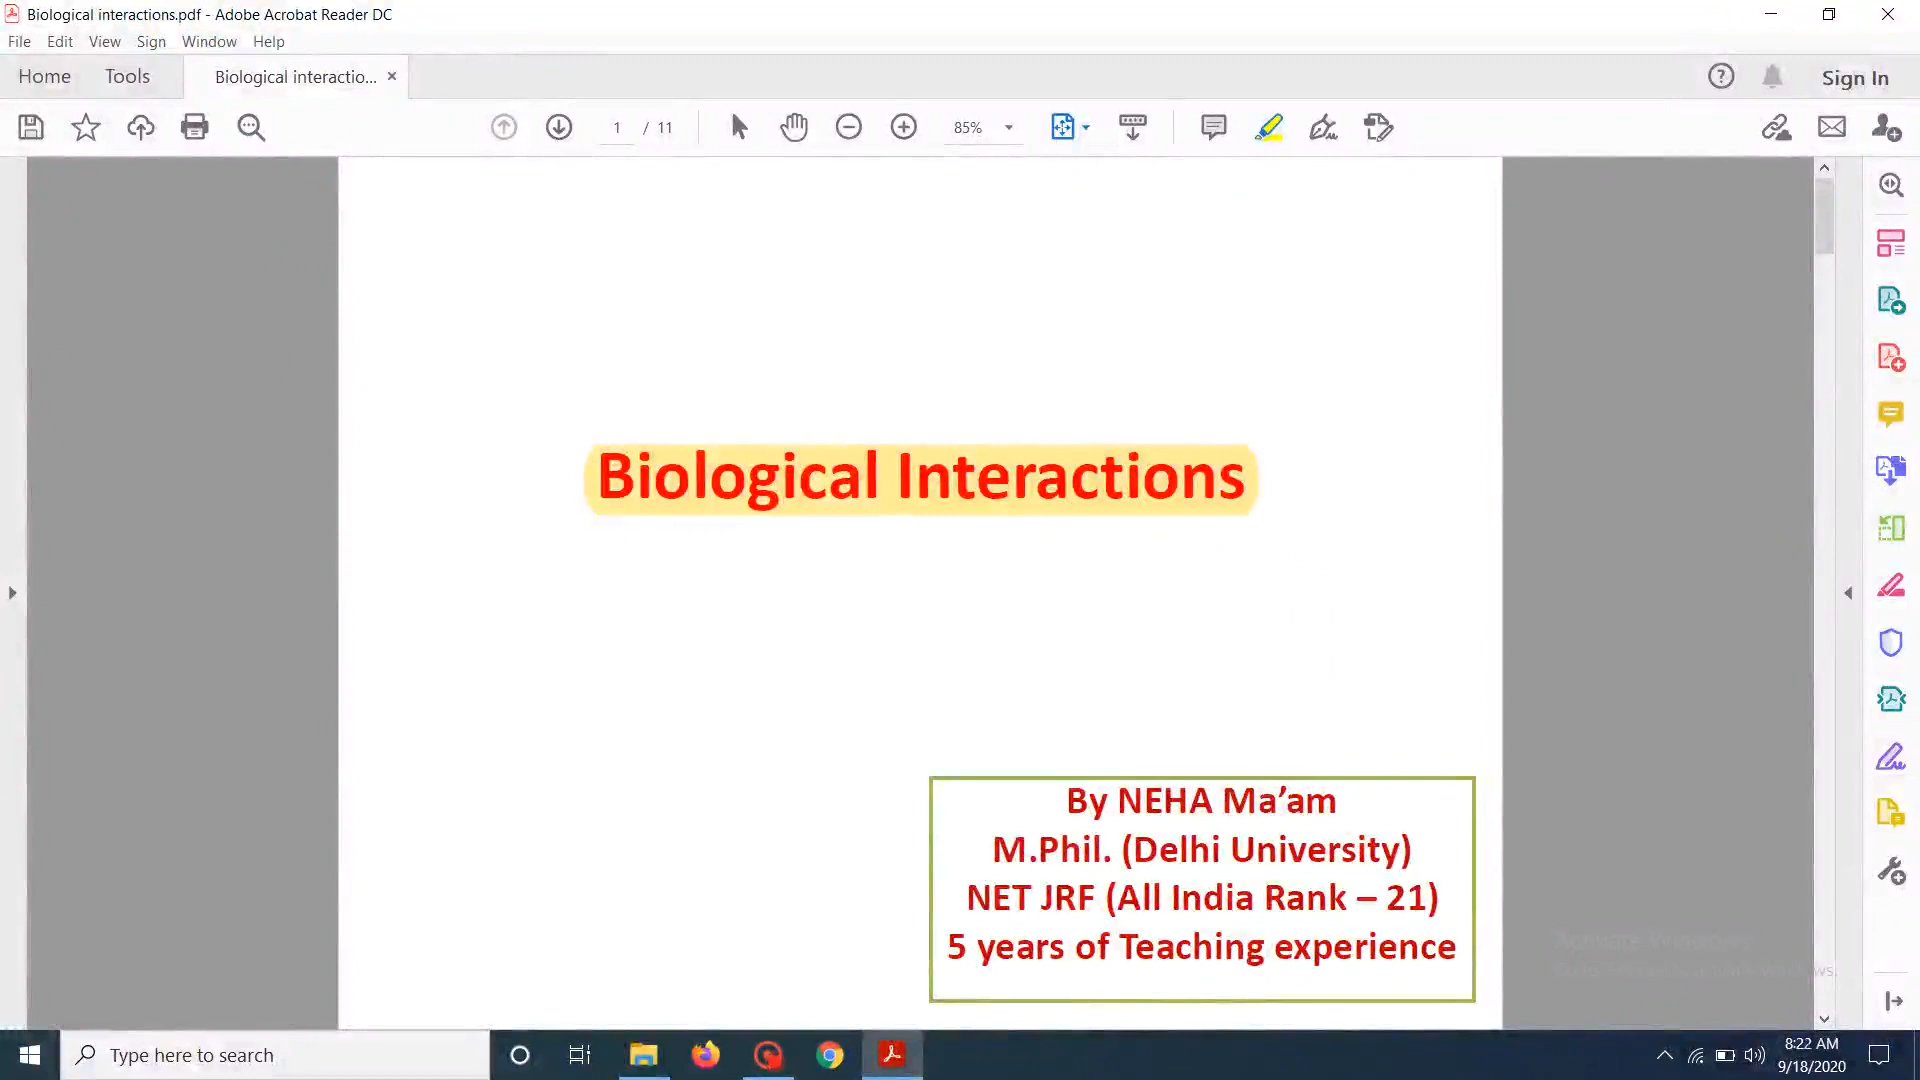 Biological interactions.pdf - Adobe Acrobat Reader DC
File Edit View Sign Window Help
Home Tools Biological interactio... × Sign In
1 / 11 85%
Biological Interactions
By NEHA Ma’am
M.Phil. (Delhi University)
NET JRF (All India Rank – 21)
5 years of Teaching experience
Type here to search
8:22 AM
9/18/2020